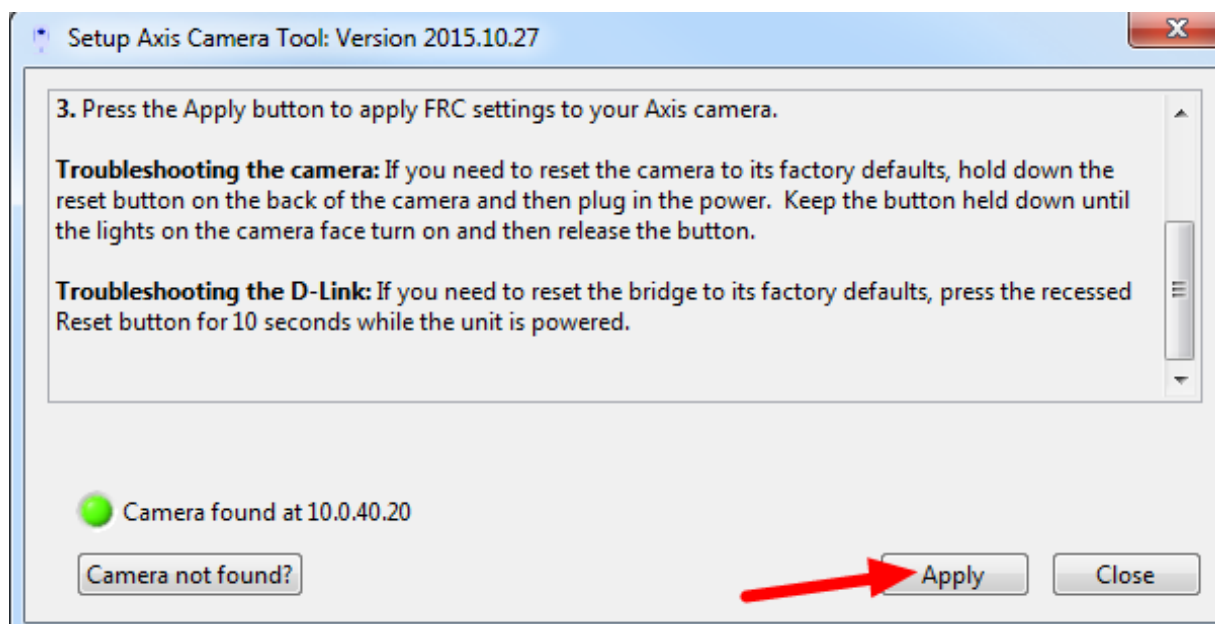 Setup Axis Camera Tool: Version 2015.10.27
3. Press the Apply button to apply FRC settings to your Axis camera.
Troubleshooting the camera: If you need to reset the camera to its factory defaults, hold down the
reset button on the back of the camera and then plug in the power.  Keep the button held down until
the lights on the camera face turn on and then release the button.
Troubleshooting the D-Link: If you need to reset the bridge to its factory defaults, press the recessed
Reset button for 10 seconds while the unit is powered.
Camera found at 10.0.40.20
Camera not found?
Apply
Close